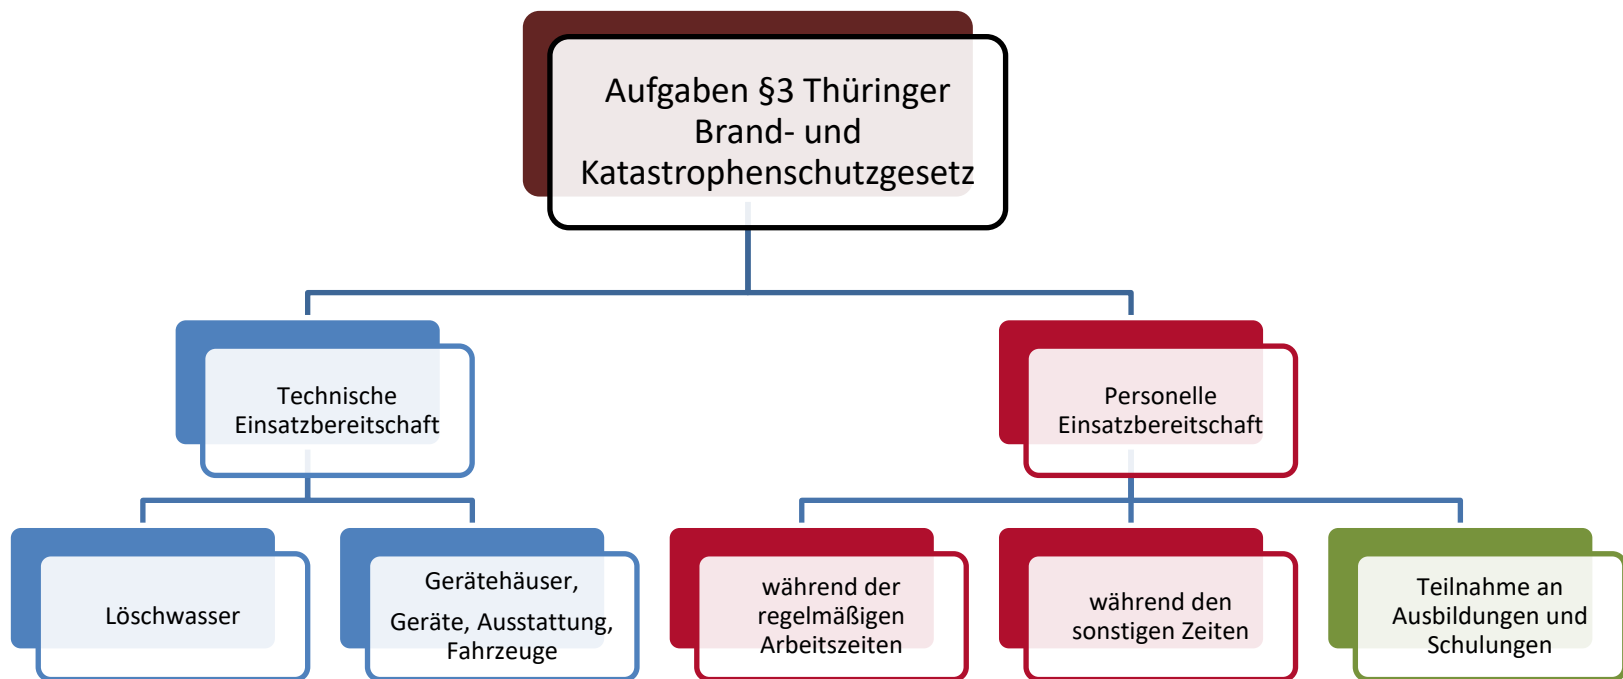 Aufgaben §3 Thüringer
Brand- und
Katastrophenschutzgesetz
Technische
Einsatzbereitschaft
Personelle
Einsatzbereitschaft
Löschwasser
Gerätehäuser,
Geräte, Ausstattung,
Fahrzeuge
während der
regelmäßigen
Arbeitszeiten
während den
sonstigen Zeiten
Teilnahme an
Ausbildungen und
Schulungen